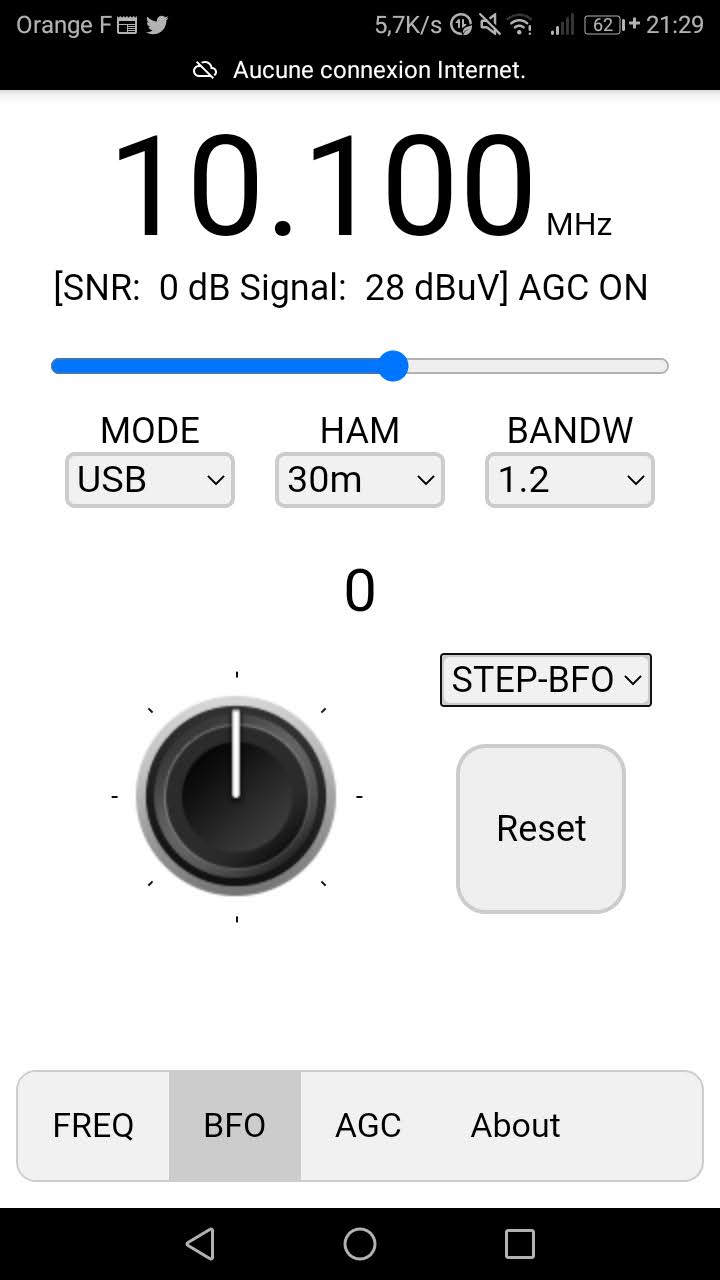 Orange F 5,7K/s 62 21:29
Aucune connexion Internet.
10.100 MHz
[SNR: 0 dB Signal: 28 dBuV] AGC ON
MODE HAM BANDW
USB 30m 1.2
0
STEP-BFO
Reset
FREQ BFO AGC About